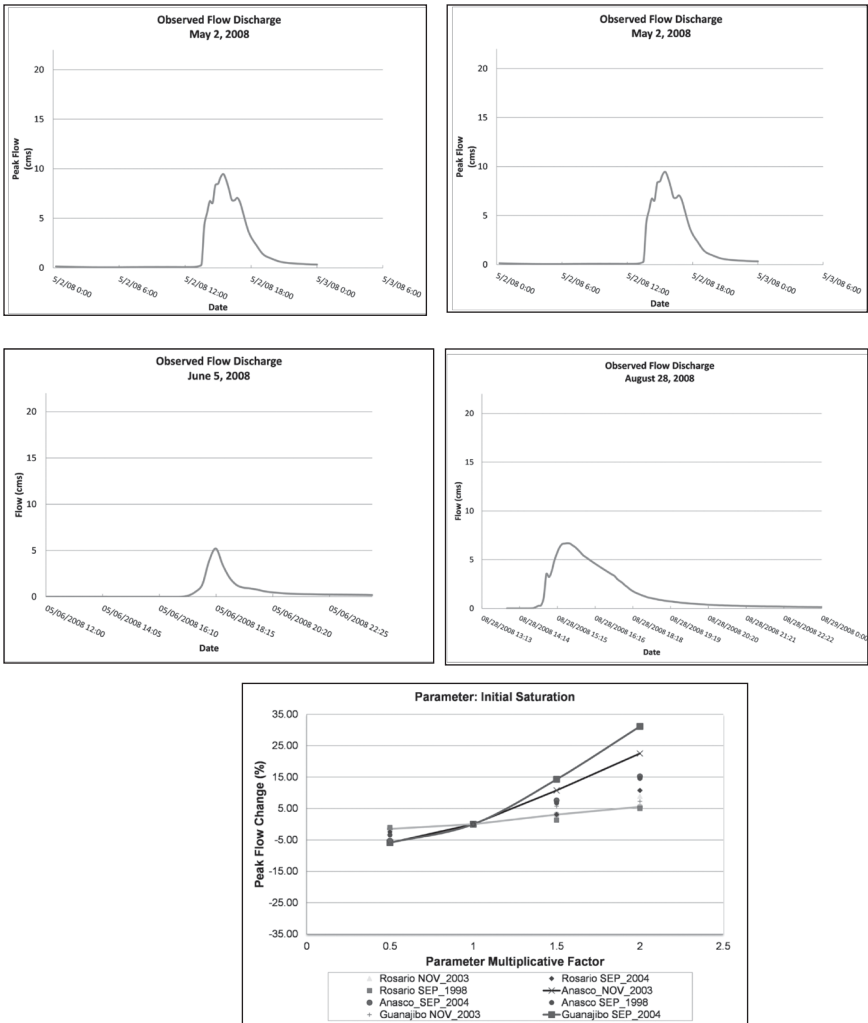 Observed Flow Discharge
May 2, 2008
20
15
10
5
0
Peak Flow
(cms)
5/2/08 0:00
5/2/08 6:00
5/2/08 12:00
5/2/08 18:00
5/3/08 0:00
5/3/08 6:00
Date
Observed Flow Discharge
May 2, 2008
20
15
10
5
0
Peak Flow
(cms)
5/2/08 0:00
5/2/08 6:00
5/2/08 12:00
5/2/08 18:00
5/3/08 0:00
5/3/08 6:00
Date
Observed Flow Discharge
June 5, 2008
20
15
10
5
0
Flow (cms)
05/06/2008 12:00
05/06/2008 14:05
05/06/2008 16:10
05/06/2008 18:15
05/06/2008 20:20
05/06/2008 22:25
Date
Observed Flow Discharge
August 28, 2008
20
15
10
5
0
Flow (cms)
08/28/2008 13:13
08/28/2008 14:14
08/28/2008 15:15
08/28/2008 16:16
08/28/2008 18:18
08/28/2008 19:19
08/28/2008 20:20
08/28/2008 21:21
08/28/2008 22:22
08/29/2008 0:00
Date
Parameter: Initial Saturation
35.00
25.00
15.00
5.00
-5.00
-15.00
-25.00
-35.00
Peak Flow Change (%)
0
0.5
1
1.5
2
2.5
Parameter Multiplicative Factor
Rosario NOV_2003
Rosario SEP_2004
Rosario SEP_1998
Anasco_NOV_2003
Anasco_SEP_2004
Anasco SEP_1998
Guanajibo NOV_2003
Guanajibo SEP_2004